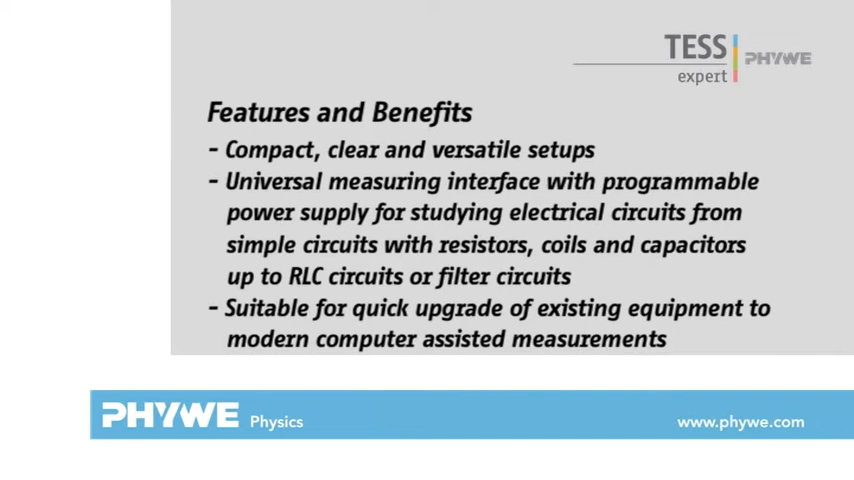 TESS
expert
PHYWE
Features and Benefits
- Compact, clear and versatile setups
- Universal measuring interface with programmable
power supply for studying electrical circuits from
simple circuits with resistors, coils and capacitors
up to RLC circuits or filter circuits
- Suitable for quick upgrade of existing equipment to
modern computer assisted measurements
PHYWE Physics
www.phywe.com